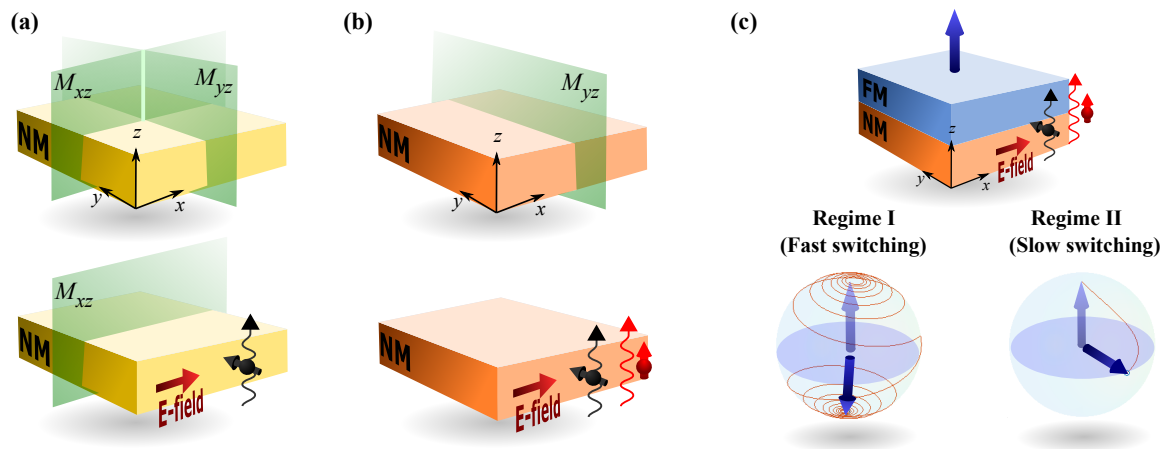 (a)
M_xz
M_yz
NM
z
y
x
M_xz
NM
E-field
(b)
M_yz
NM
z
y
x
NM
E-field
(c)
FM
NM
z
y
x
E-field
Regime I
(Fast switching)
Regime II
(Slow switching)